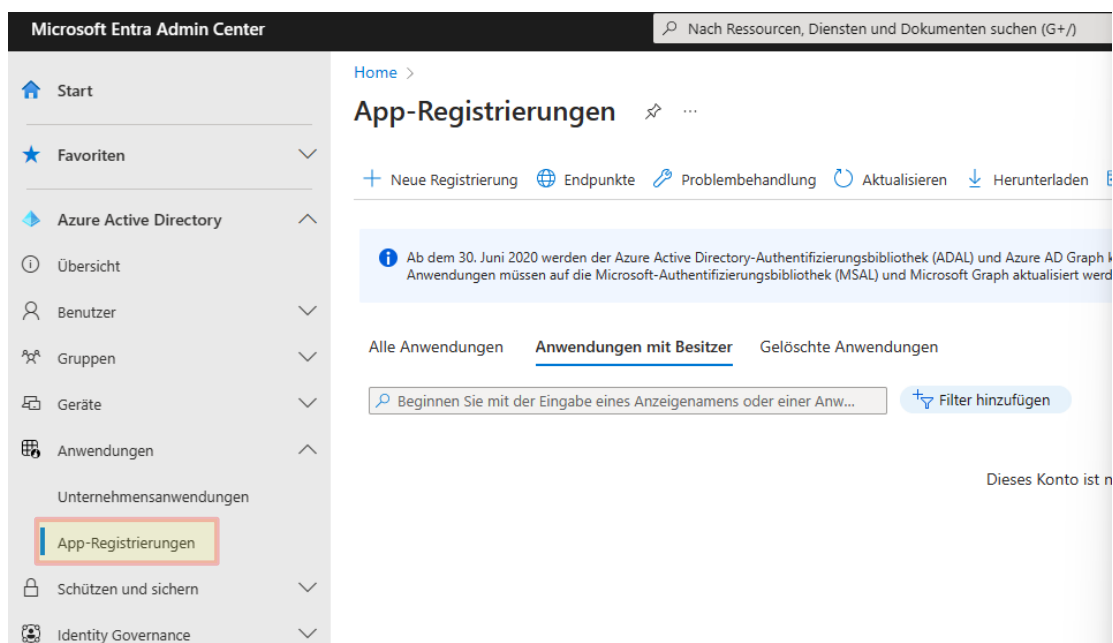 Microsoft Entra Admin Center
Nach Ressourcen, Diensten und Dokumenten suchen (G+/)
Start
Favoriten
Azure Active Directory
Übersicht
Benutzer
Gruppen
Geräte
Anwendungen
Unternehmensanwendungen
App-Registrierungen
Schützen und sichern
Identity Governance
Home >
App-Registrierungen ...
Neue Registrierung Endpunkte Problembehandlung Aktualisieren Herunterladen
Ab dem 30. Juni 2020 werden der Azure Active Directory-Authentifizierungsbibliothek (ADAL) und Azure AD Graph
Anwendungen müssen auf die Microsoft-Authentifizierungsbibliothek (MSAL) und Microsoft Graph aktualisiert werd
Alle Anwendungen Anwendungen mit Besitzer Gelöschte Anwendungen
Beginnen Sie mit der Eingabe eines Anzeigenamens oder einer Anw...
Filter hinzufügen
Dieses Konto ist